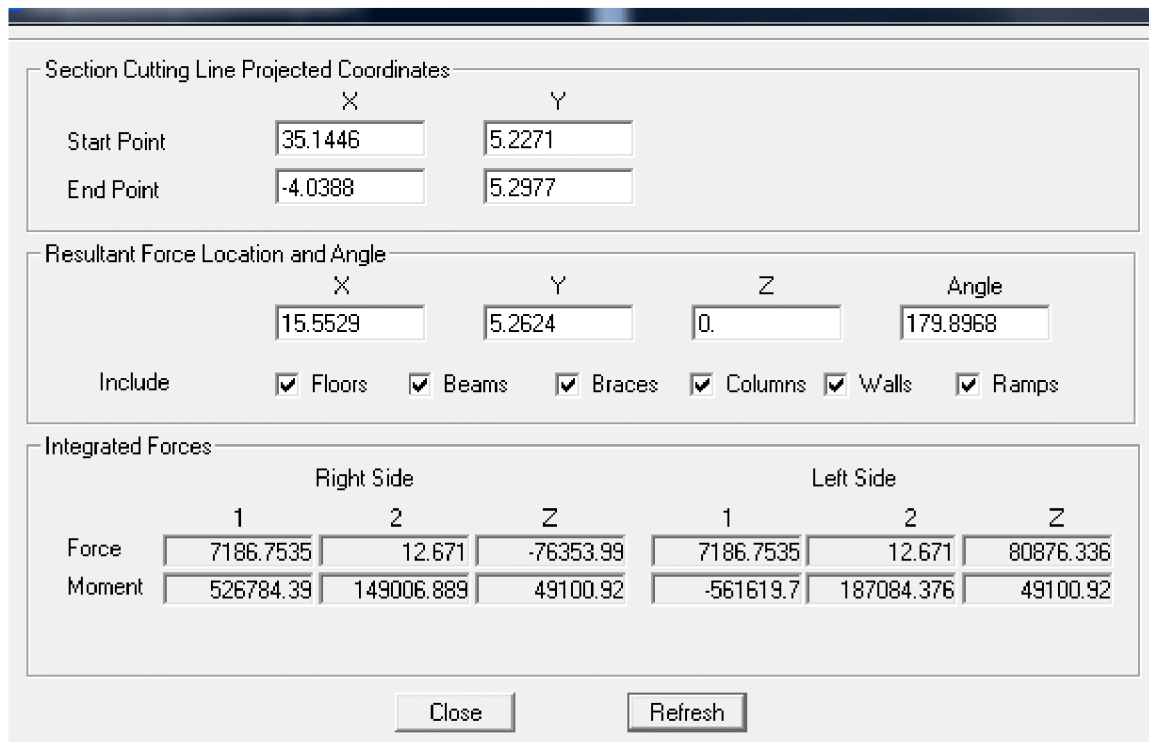 Section Cutting Line Projected Coordinates
X Y
Start Point 35.1446 5.2271
End Point -4.0388 5.2977
Resultant Force Location and Angle
X Y Z Angle
15.5529 5.2624 0. 179.8968
Include Floors Beams Braces Columns Walls Ramps
Integrated Forces
Right Side Left Side
1 2 Z 1 2 Z
Force 7186.7535 12.671 -76353.99 7186.7535 12.671 80876.336
Moment 526784.39 149006.889 49100.92 -561619.7 187084.376 49100.92
Close Refresh